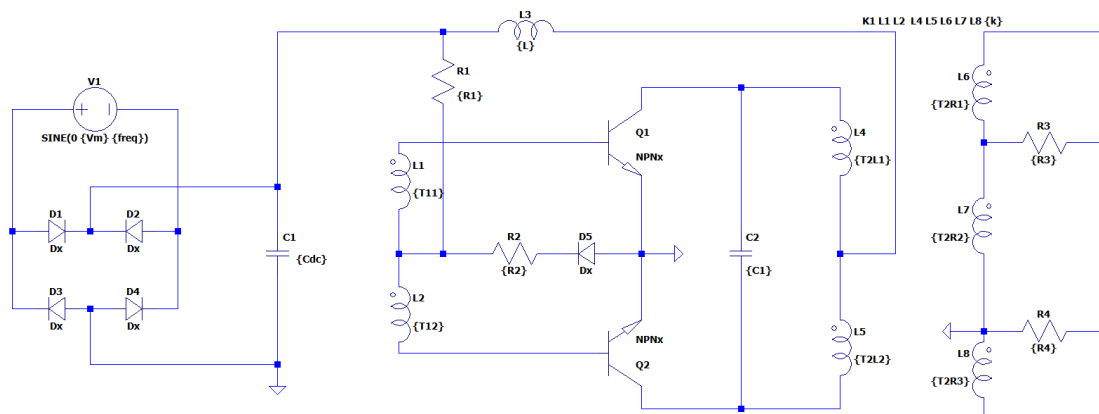 L3
{L}
K1 L1 L2 L4 L5 L6 L7 L8 {k}
V1
SINE(0 {Vm} {freq})
R1
{R1}
L6
{T2R1}
Q1
NPNx
L4
{T2L1}
R3
{R3}
L1
{T11}
D1
Dx
D2
Dx
C1
{Cdc}
R2
{R2}
D5
Dx
C2
{C1}
L7
{T2R2}
D3
Dx
D4
Dx
L2
{T12}
NPNx
Q2
L5
{T2L2}
R4
{R4}
L8
{T2R3}